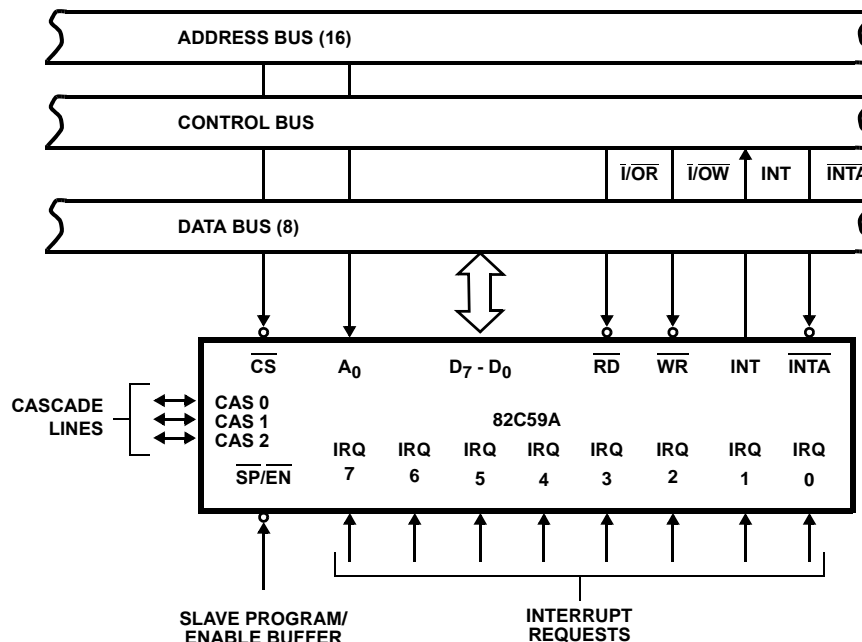 ADDRESS BUS (16)
CONTROL BUS
I/OR I/OW INT INTA
DATA BUS (8)
CS A0 D7 - D0 RD WR INT INTA
CASCADE LINES
CAS 0
CAS 1
CAS 2
82C59A
IRQ IRQ IRQ IRQ IRQ IRQ IRQ IRQ
SP/EN 7 6 5 4 3 2 1 0
SLAVE PROGRAM/
ENABLE BUFFER
INTERRUPT
REQUESTS